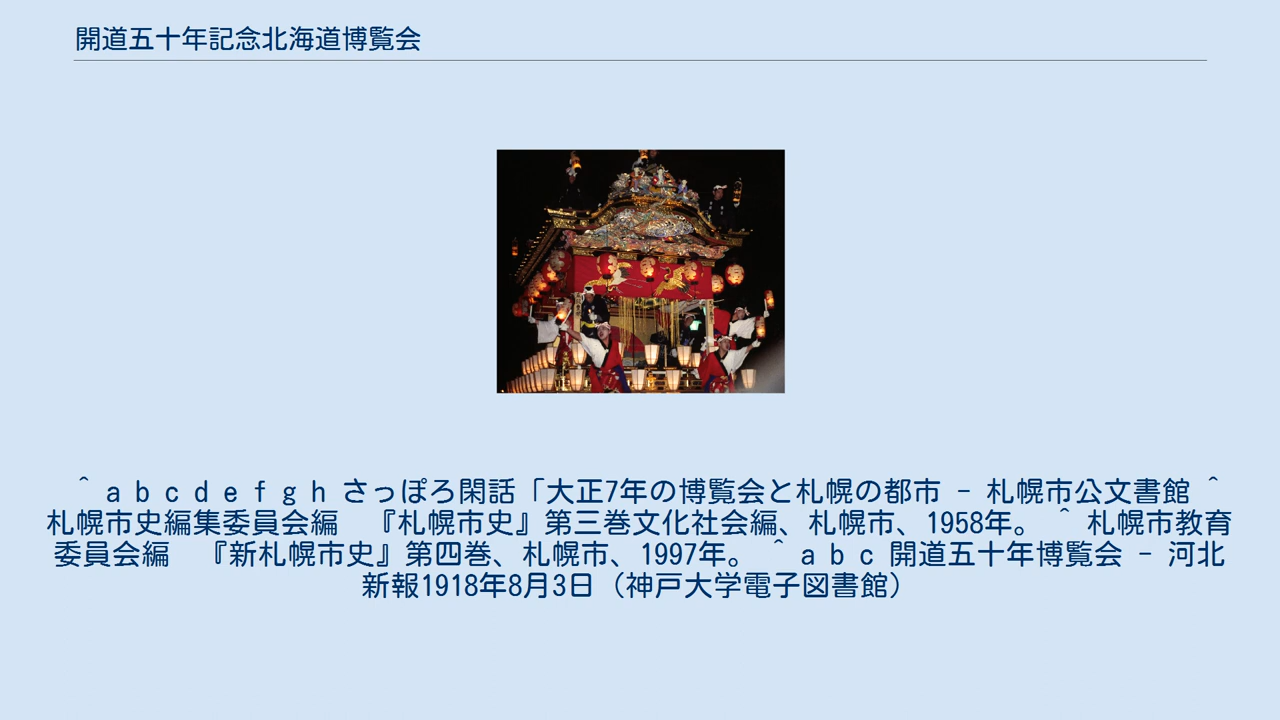 開道五十年記念北海道博覧会
^ a b c d e f g h さっぽろ閑話「大正7年の博覧会と札幌の都市 - 札幌市公文書館 ^
札幌市史編集委員会編　『札幌市史』第三巻文化社会編、札幌市、1958年。 ^ 札幌市教育
委員会編　『新札幌市史』第四巻、札幌市、1997年。 ^ a b c 開道五十年博覧会 - 河北
新報1918年8月3日（神戸大学電子図書館）